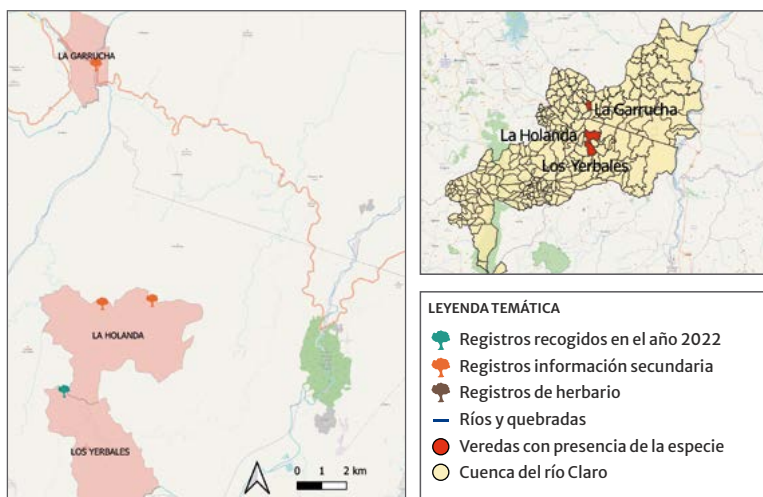 LA GARRUCHA
LA HOLANDA
LOS YERBALES
0 1 2 km
La Garrucha
La Holanda
Los Yerbales
LEYENDA TEMÁTICA
Registros recogidos en el año 2022
Registros información secundaria
Registros de herbario
Ríos y quebradas
Veredas con presencia de la especie
Cuenca del río Claro